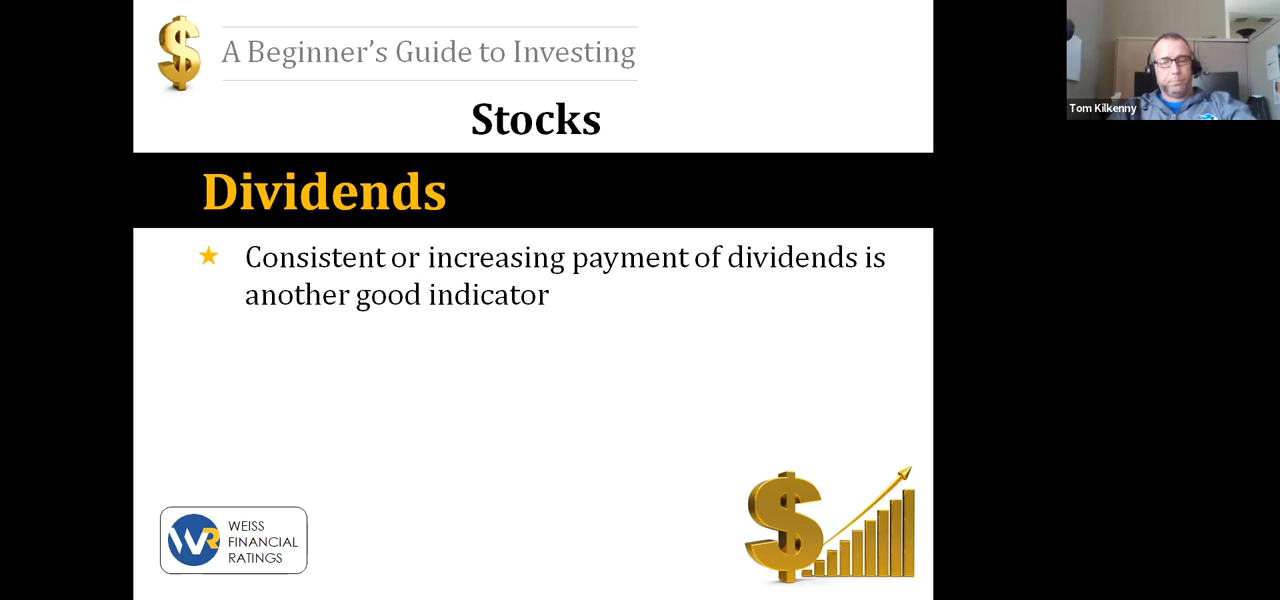 A Beginner’s Guide to Investing
Stocks
Dividends
Consistent or increasing payment of dividends is
another good indicator
WR
WEISS
FINANCIAL
RATINGS
Tom Kilkenny